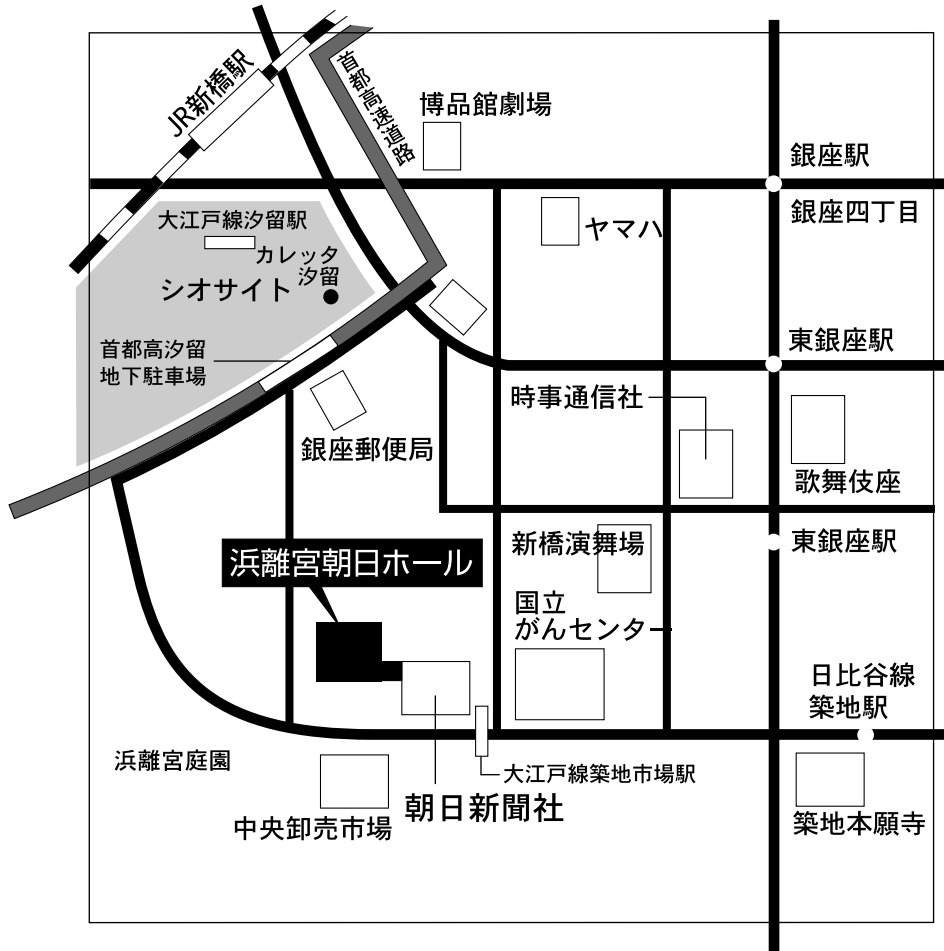 JR新橋駅
首都高速道路
博品館劇場
銀座駅
銀座四丁目
大江戸線汐留駅
カレッタ
汐留
シオサイト
ヤマハ
首都高汐留
地下駐車場
東銀座駅
時事通信社
銀座郵便局
歌舞伎座
新橋演舞場
東銀座駅
浜離宮朝日ホール
国立
がんセンター
日比谷線
築地駅
浜離宮庭園
大江戸線築地市場駅
朝日新聞社
中央卸売市場
築地本願寺